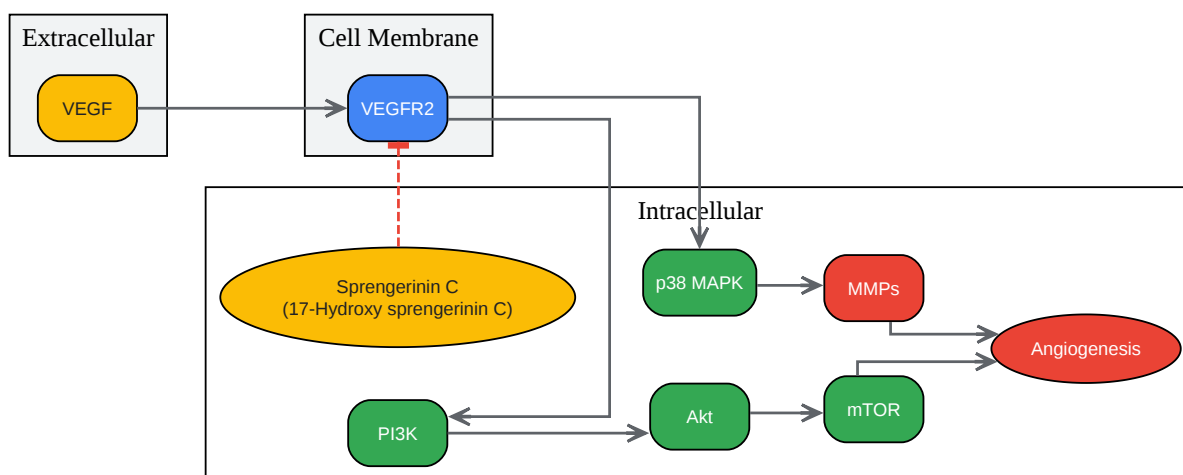 Extracellular
Cell Membrane
VEGF
VEGFR2
Intracellular
Sprengerinin C
(17-Hydroxy sprengerinin C)
p38 MAPK
MMPs
Angiogenesis
PI3K
Akt
mTOR